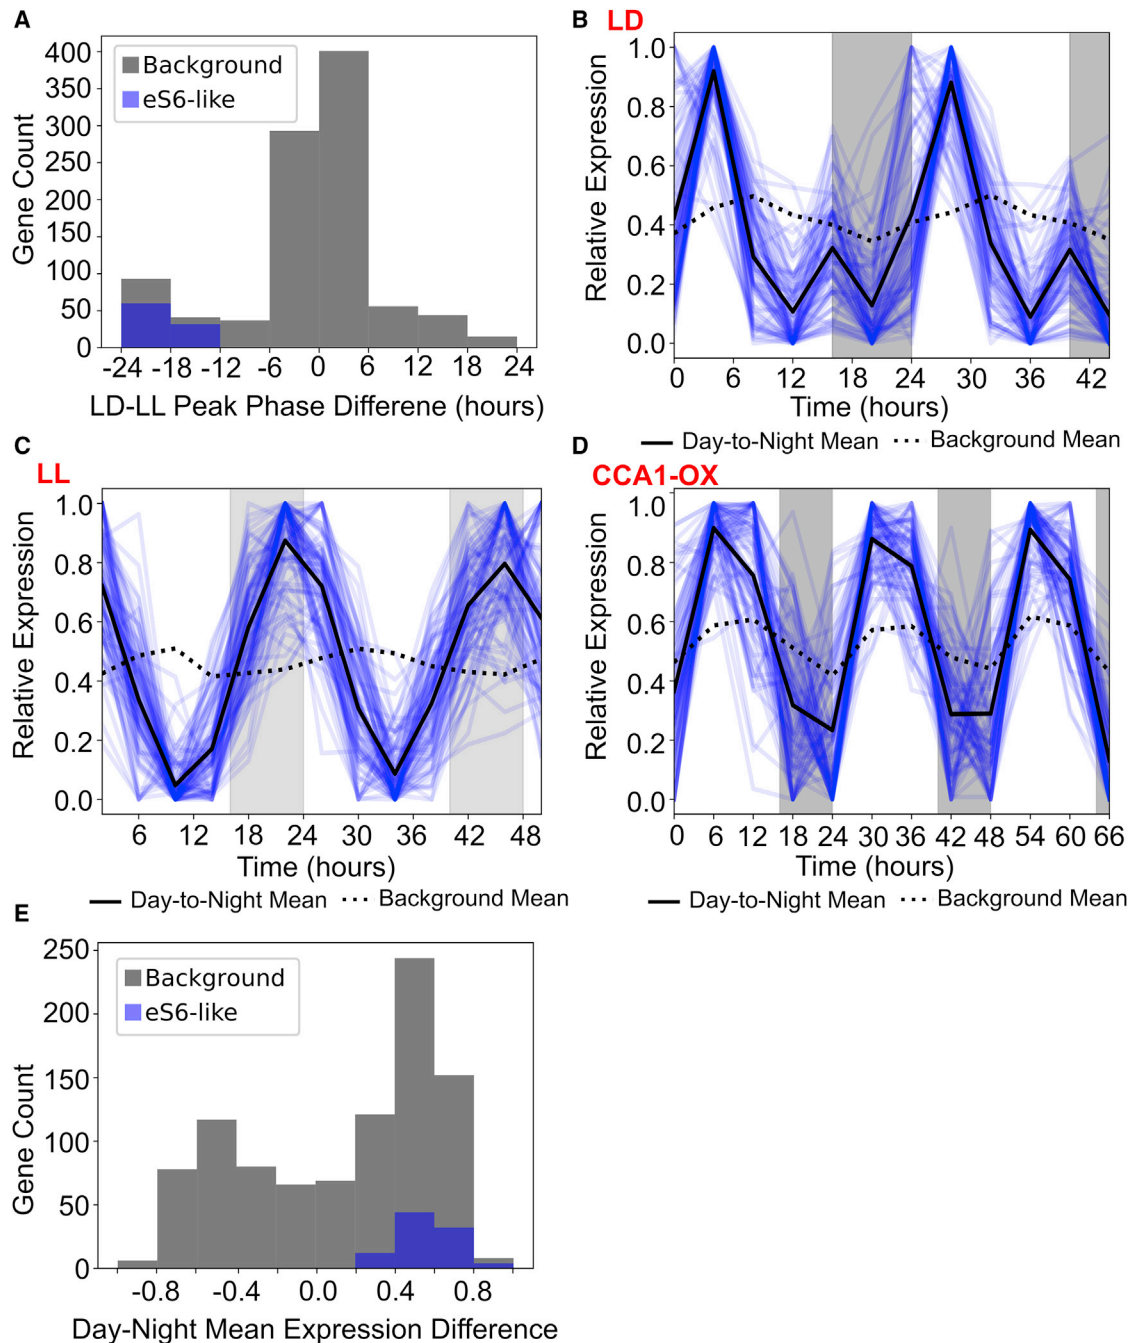 A
400
350
300
250
200
150
100
50
0
Gene Count
Background
eS6-like
-24 -18 -12 -6 0 6 12 18 24
LD-LL Peak Phase Differene (hours)
B LD
1.0
0.8
0.6
0.4
0.2
0.0
Relative Expression
0 6 12 18 24 30 36 42
Time (hours)
Day-to-Night Mean Background Mean
C LL
1.0
0.8
0.6
0.4
0.2
0.0
Relative Expression
6 12 18 24 30 36 42 48
Time (hours)
Day-to-Night Mean Background Mean
D
CCA1-OX
1.0
0.8
0.6
0.4
0.2
0.0
Relative Expression
0 6 12 18 24 30 36 42 48 54 60 66
Time (hours)
Day-to-Night Mean Background Mean
E
250
200
150
100
50
0
Gene Count
Background
eS6-like
-0.8 -0.4 0.0 0.4 0.8
Day-Night Mean Expression Difference